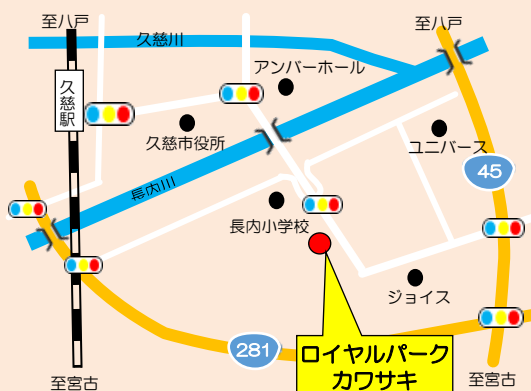 至八戸
至八戸
久慈川
アンバーホール
久慈駅
久慈市役所
ユニバース
長内川
45
長内小学校
ジョイス
281
ロイヤルパーク
カワサキ
至宮古
至宮古